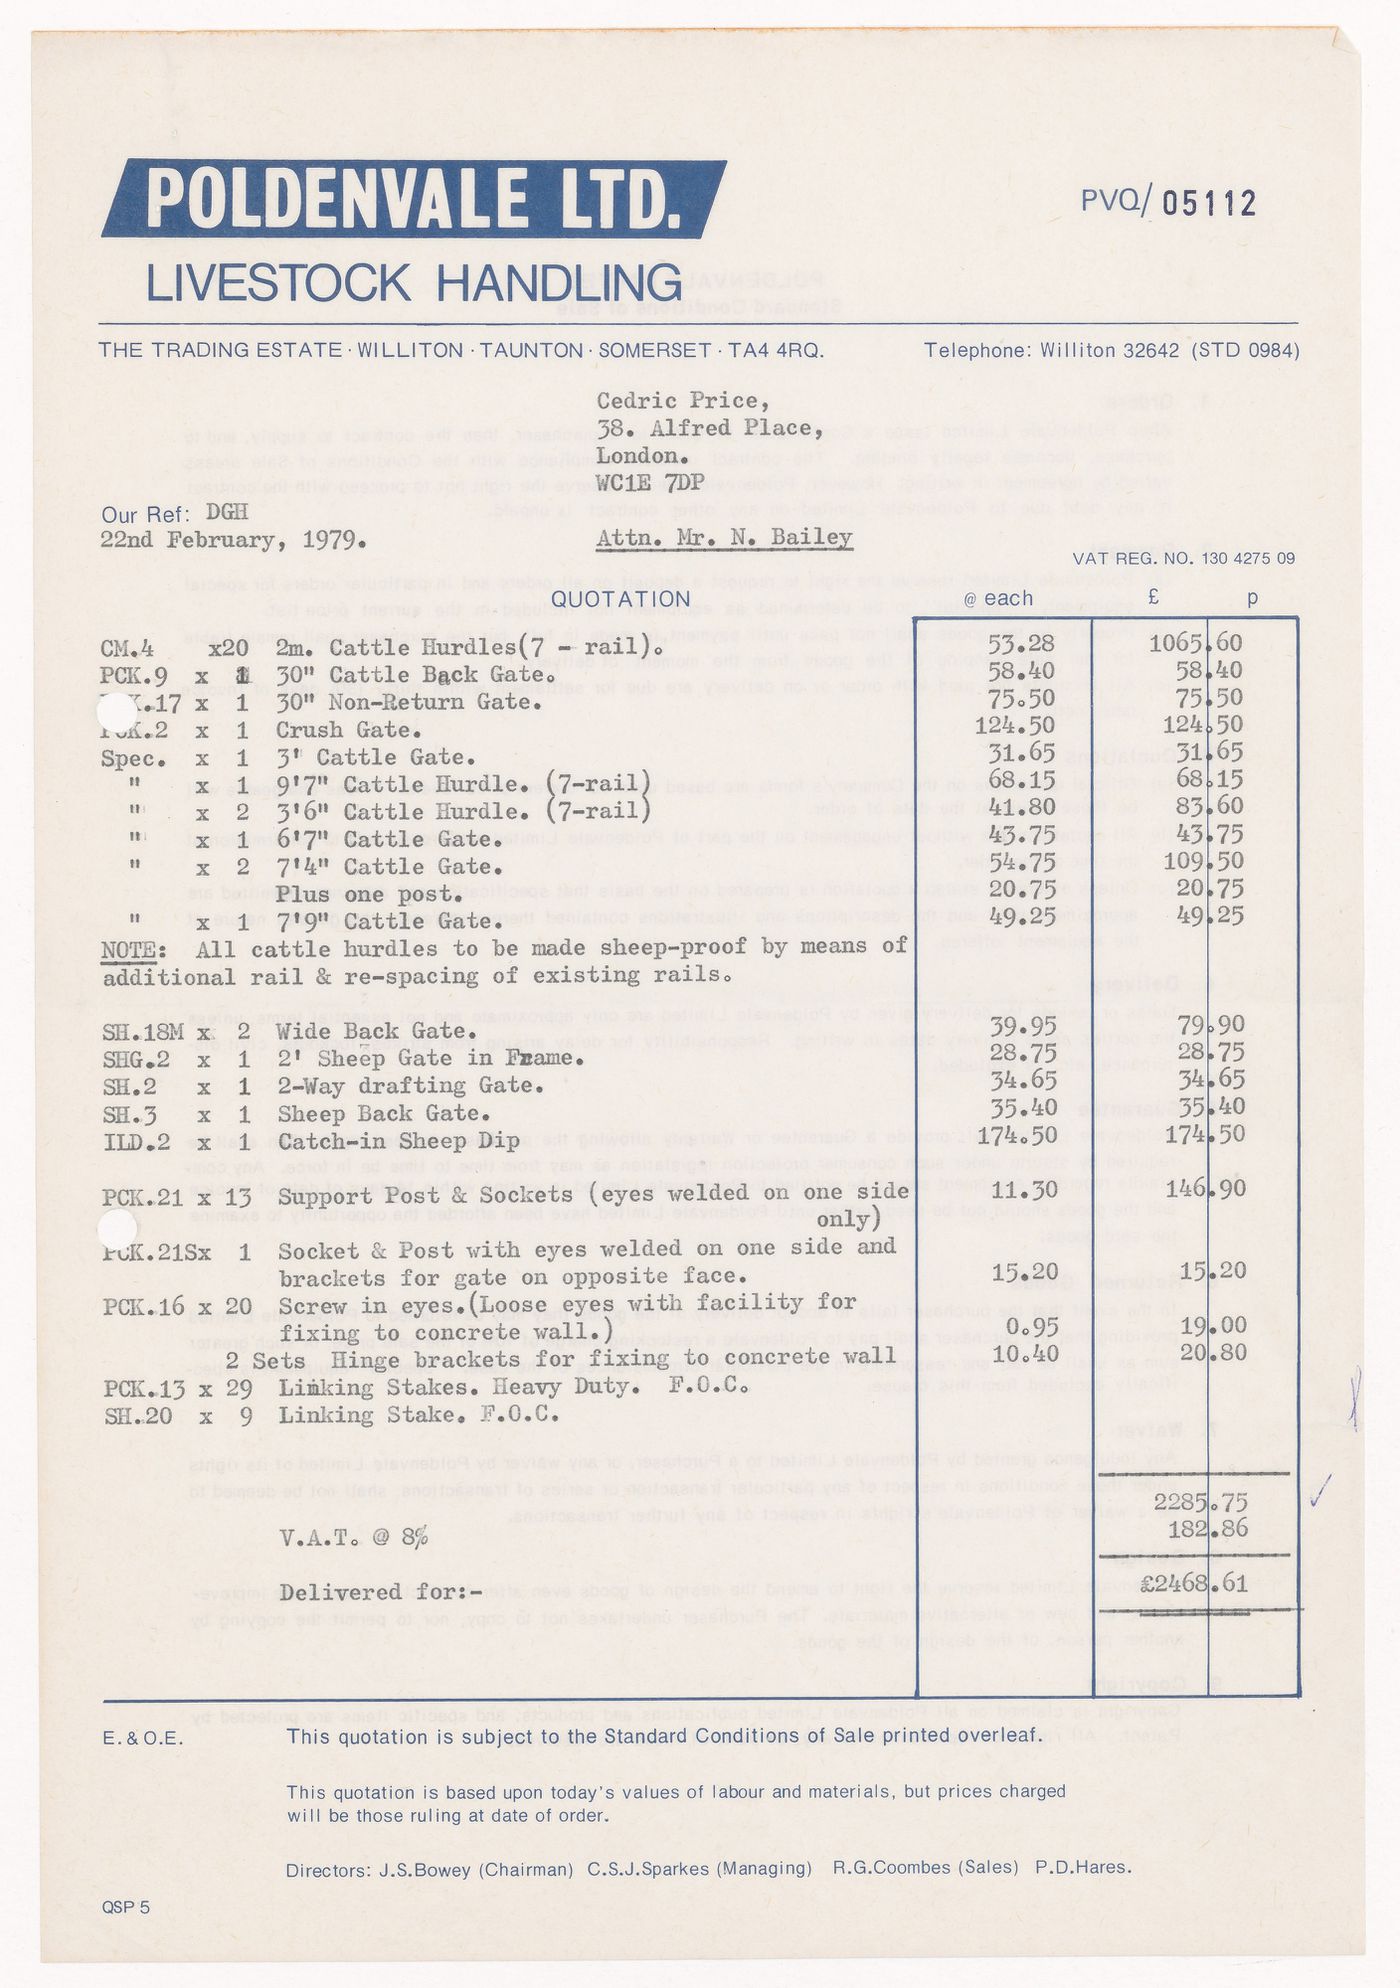 POLDENVALE LTD.
PVQ/ 05112
LIVESTOCK HANDLING
THE TRADING ESTATE · WILLITON · TAUNTON · SOMERSET · TA4 4RQ. Telephone: Williton 32642 (STD 0984)
Cedric Price,
38. Alfred Place,
London.
WC1E 7DP
Our Ref: DGH
22nd February, 1979.
Attn. Mr. N. Bailey
VAT REG. NO. 130 4275 09
QUOTATION @ each £ p
CM.4 x20 2m. Cattle Hurdles(7 - rail). 53.28 1065.60
PCK.9 x 1 30" Cattle Back Gate. 58.40 58.40
K.17 x 1 30" Non-Return Gate. 75.50 75.50
PCK.2 x 1 Crush Gate. 124.50 124.50
Spec. x 1 3' Cattle Gate. 31.65 31.65
" x 1 9'7" Cattle Hurdle. (7-rail) 68.15 68.15
" x 2 3'6" Cattle Hurdle. (7-rail) 41.80 83.60
" x 1 6'7" Cattle Gate. 43.75 43.75
" x 2 7'4" Cattle Gate. 54.75 109.50
Plus one post. 20.75 20.75
" x 1 7'9" Cattle Gate. 49.25 49.25
NOTE: All cattle hurdles to be made sheep-proof by means of
additional rail & re-spacing of existing rails.
SH.18M x 2 Wide Back Gate. 39.95 79.90
SHG.2 x 1 2' Sheep Gate in Frame. 28.75 28.75
SH.2 x 1 2-Way drafting Gate. 34.65 34.65
SH.3 x 1 Sheep Back Gate. 35.40 35.40
ILD.2 x 1 Catch-in Sheep Dip 174.50 174.50
PCK.21 x 13 Support Post & Sockets (eyes welded on one side 11.30 146.90
only)
PCK.21Sx 1 Socket & Post with eyes welded on one side and
brackets for gate on opposite face. 15.20 15.20
PCK.16 x 20 Screw in eyes.(Loose eyes with facility for
fixing to concrete wall.) 0.95 19.00
2 Sets Hinge brackets for fixing to concrete wall 10.40 20.80
PCK.13 x 29 Linking Stakes. Heavy Duty. F.O.C.
SH.20 x 9 Linking Stake. F.O.C.
2285.75
V.A.T. @ 8% 182.86
Delivered for:- £2468.61
E. & O.E. This quotation is subject to the Standard Conditions of Sale printed overleaf.
This quotation is based upon today's values of labour and materials, but prices charged
will be those ruling at date of order.
Directors: J.S.Bowey (Chairman) C.S.J.Sparkes (Managing) R.G.Coombes (Sales) P.D.Hares.
QSP 5